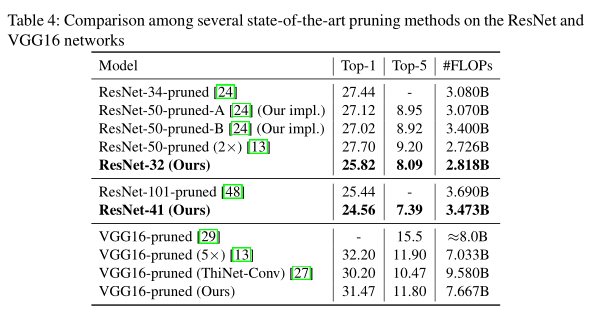 Table 4: Comparison among several state-of-the-art pruning methods on the ResNet and
VGG16 networks
Model Top-1 Top-5 #FLOPs
ResNet-34-pruned [24] 27.44 - 3.080B
ResNet-50-pruned-A [24] (Our impl.) 27.12 8.95 3.070B
ResNet-50-pruned-B [24] (Our impl.) 27.02 8.92 3.400B
ResNet-50-pruned (2×) [13] 27.70 9.20 2.726B
ResNet-32 (Ours) 25.82 8.09 2.818B
ResNet-101-pruned [48] 25.44 - 3.690B
ResNet-41 (Ours) 24.56 7.39 3.473B
VGG16-pruned [29] - 15.5 ≈8.0B
VGG16-pruned (5×) [13] 32.20 11.90 7.033B
VGG16-pruned (ThiNet-Conv) [27] 30.20 10.47 9.580B
VGG16-pruned (Ours) 31.47 11.80 7.667B